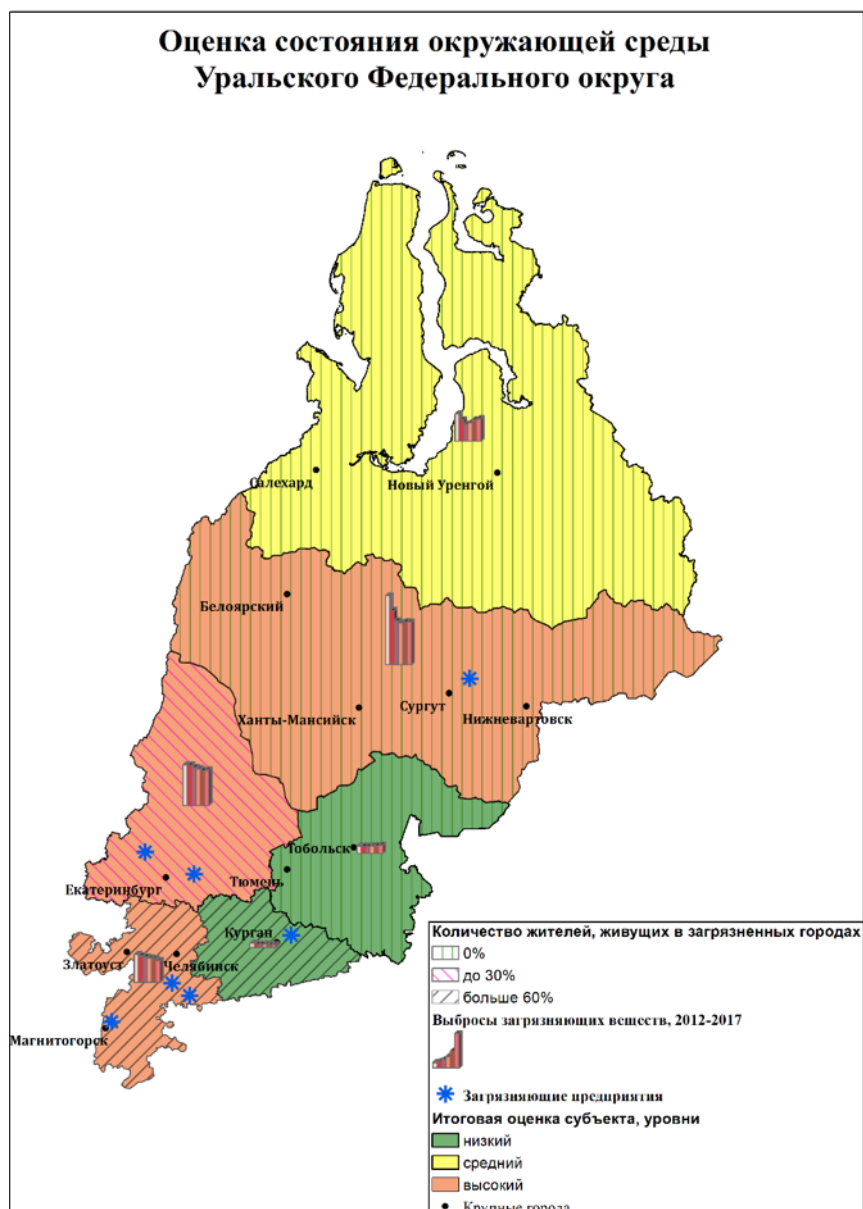 Оценка состояния окружающей среды
Уральского Федерального округа
Салехард
Новый Уренгой
Белоярский
Ханты-Мансийск
Сургут
Нижневартовск
Тобольск
Тюмень
Екатеринбург
Курган
Златоуст
Челябинск
Магнитогорск
Количество жителей, живущих в загрязненных городах
0%
до 30%
больше 60%
Выбросы загрязняющих веществ, 2012-2017
Загрязняющие предприятия
Итоговая оценка субъекта, уровни
низкий
средний
высокий
Крупные города